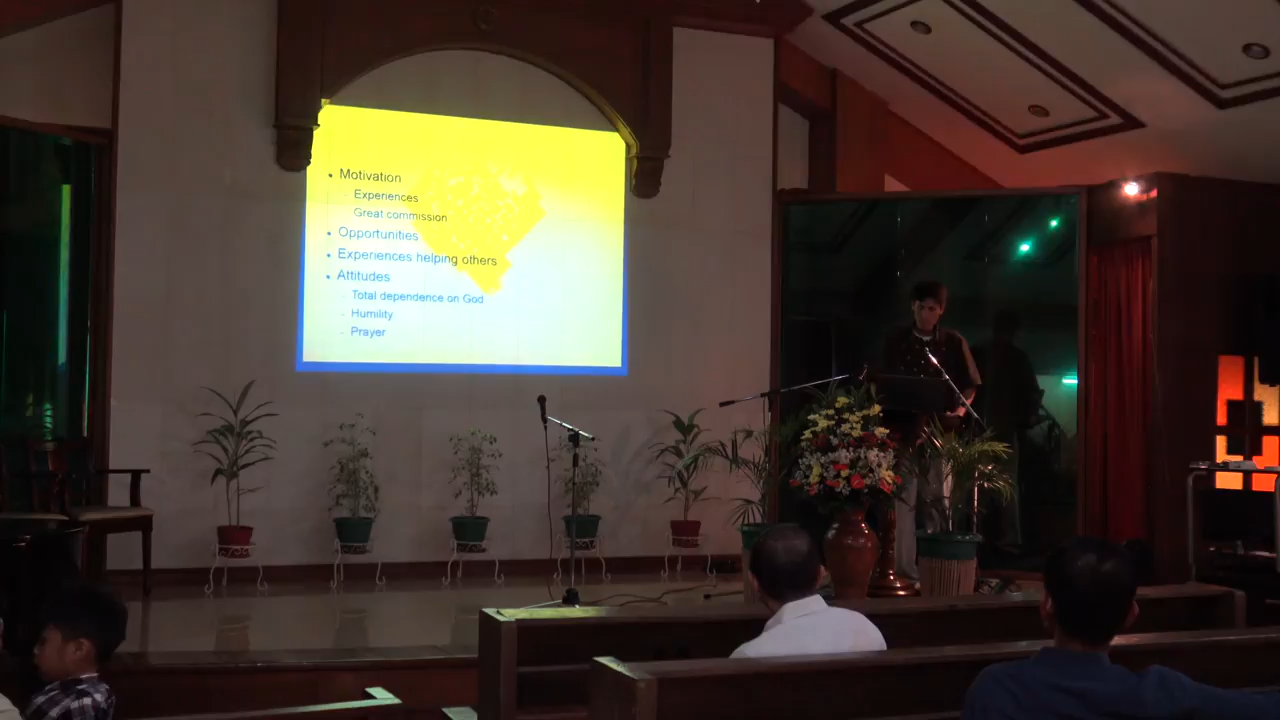 • Motivation
– Experiences
Great commission
• Opportunities
• Experiences helping others
• Attitudes
– Total dependence on God
– Humility
– Prayer